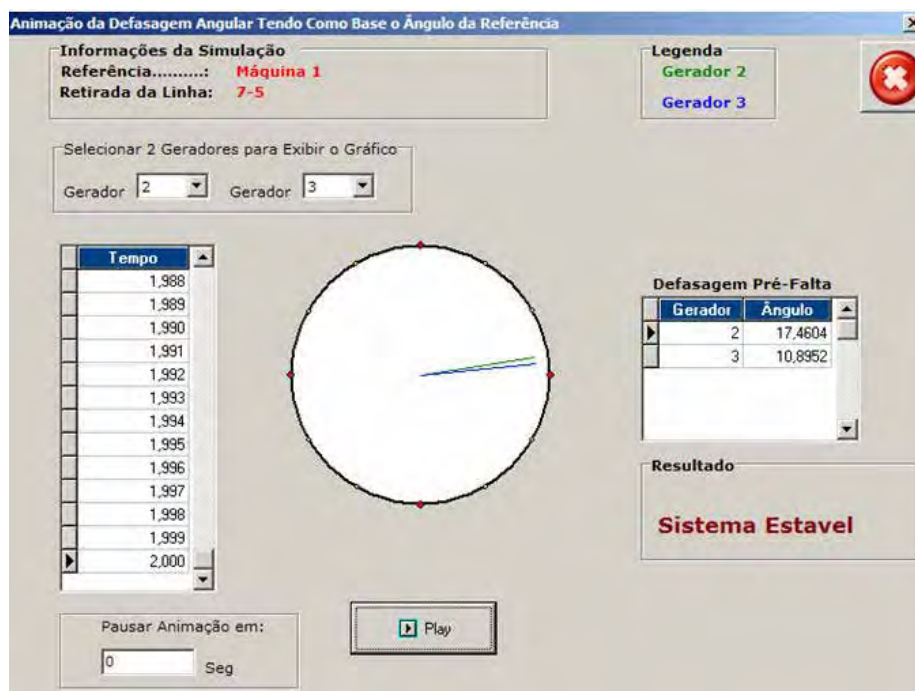 Animação da Defasagem Angular Tendo Como Base o Ângulo da Referência
Informações da Simulação
Referência.........: Máquina 1
Retirada da Linha: 7-5
Legenda
Gerador 2
Gerador 3
Selecionar 2 Geradores para Exibir o Gráfico
Gerador 2 Gerador 3
Tempo
1,988
1,989
1,990
1,991
1,992
1,993
1,994
1,995
1,996
1,997
1,998
1,999
2,000
Defasagem Pré-Falta
Gerador Ângulo
2 17,4604
3 10,8952
Resultado
Sistema Estavel
Pausar Animação em:
0 Seg
Play